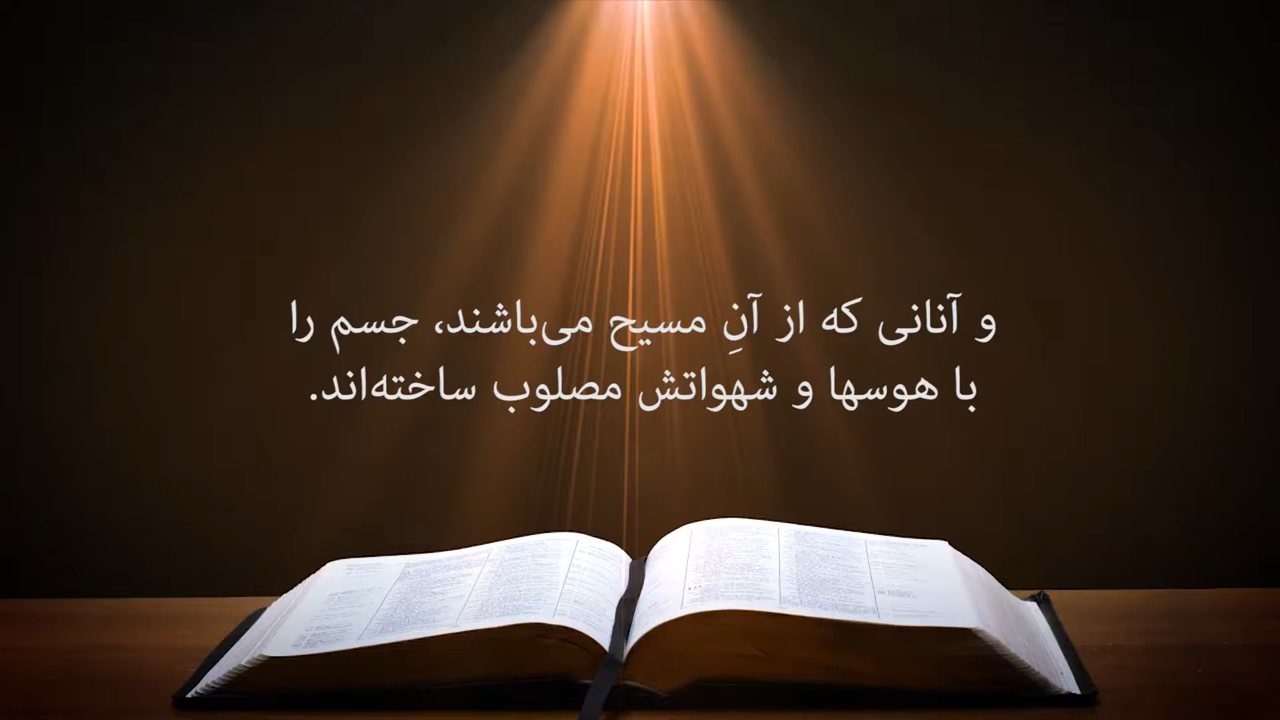 و آنانی که از آنِ مسیح می‌باشند، جسم را
با هوسها و شهواتش مصلوب ساخته‌اند.